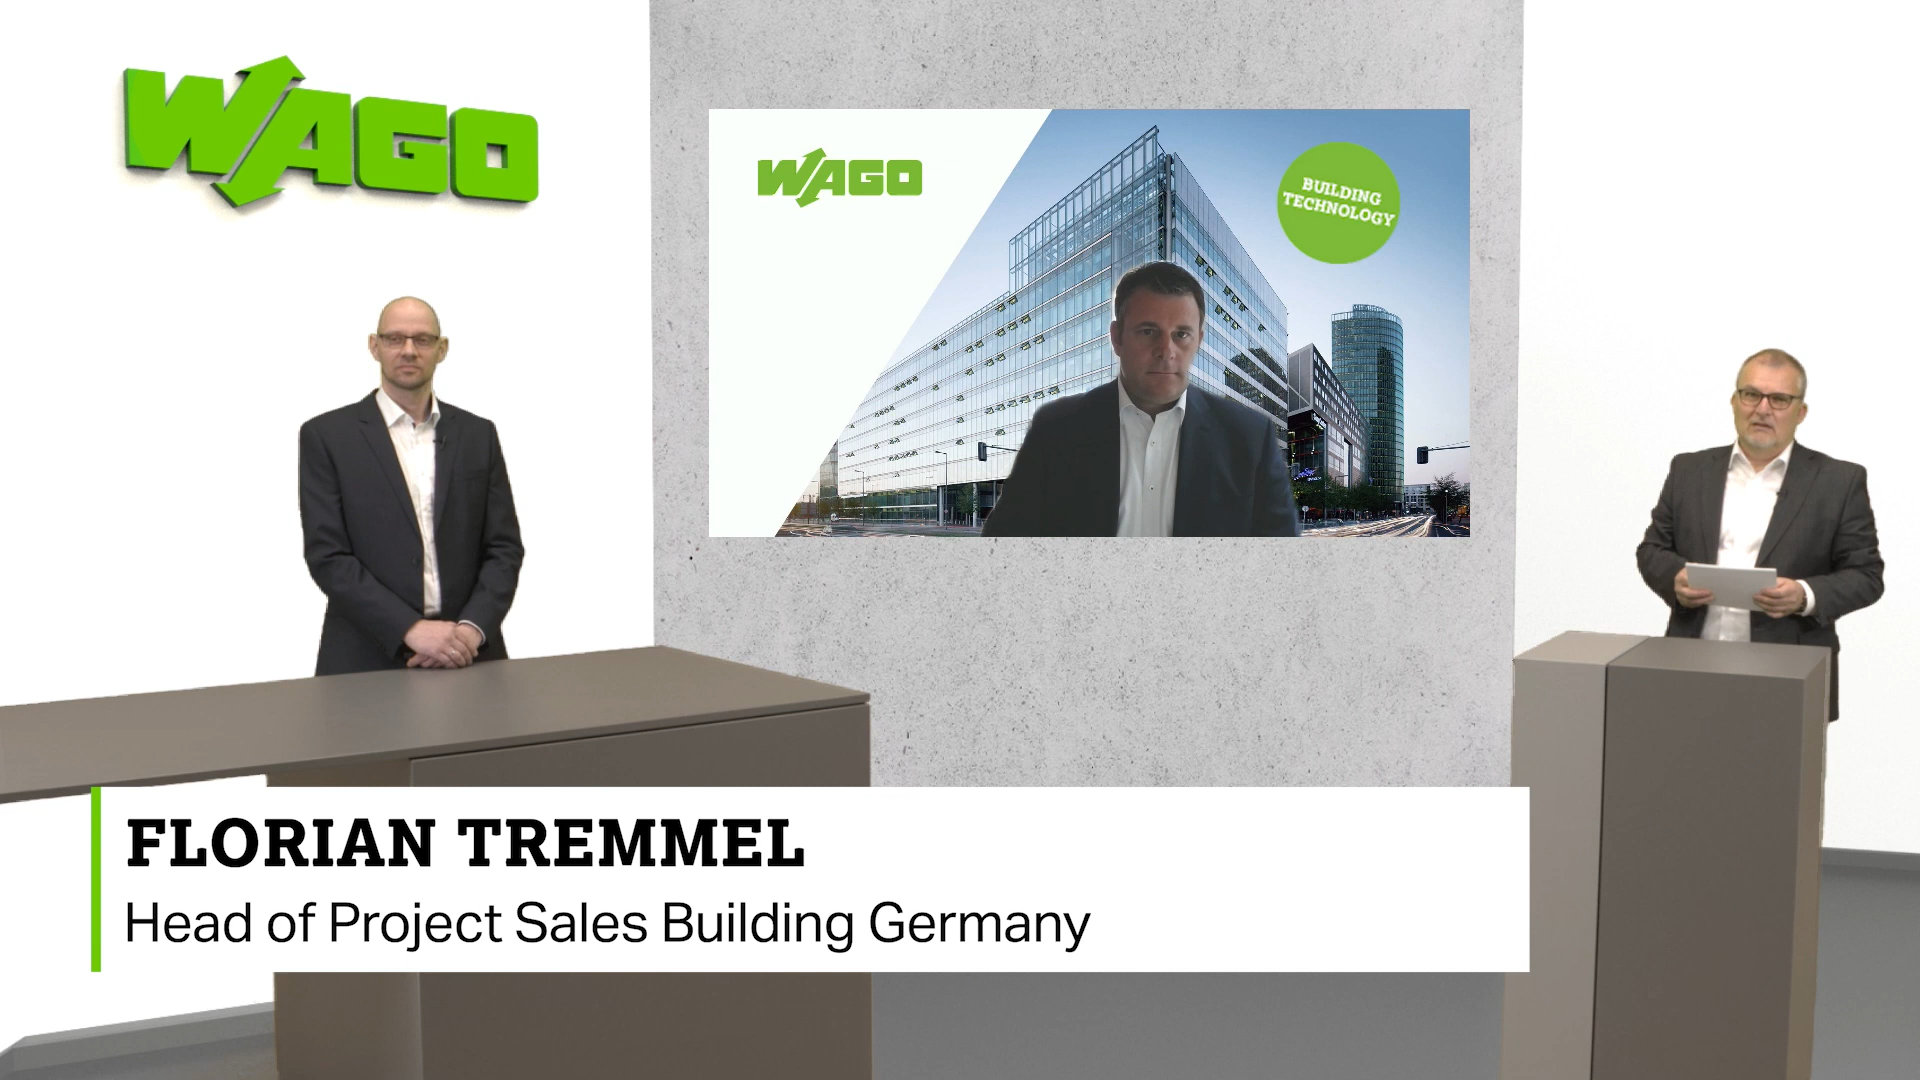 WAGO
WAGO
BUILDING
TECHNOLOGY
FLORIAN TREMMEL
Head of Project Sales Building Germany